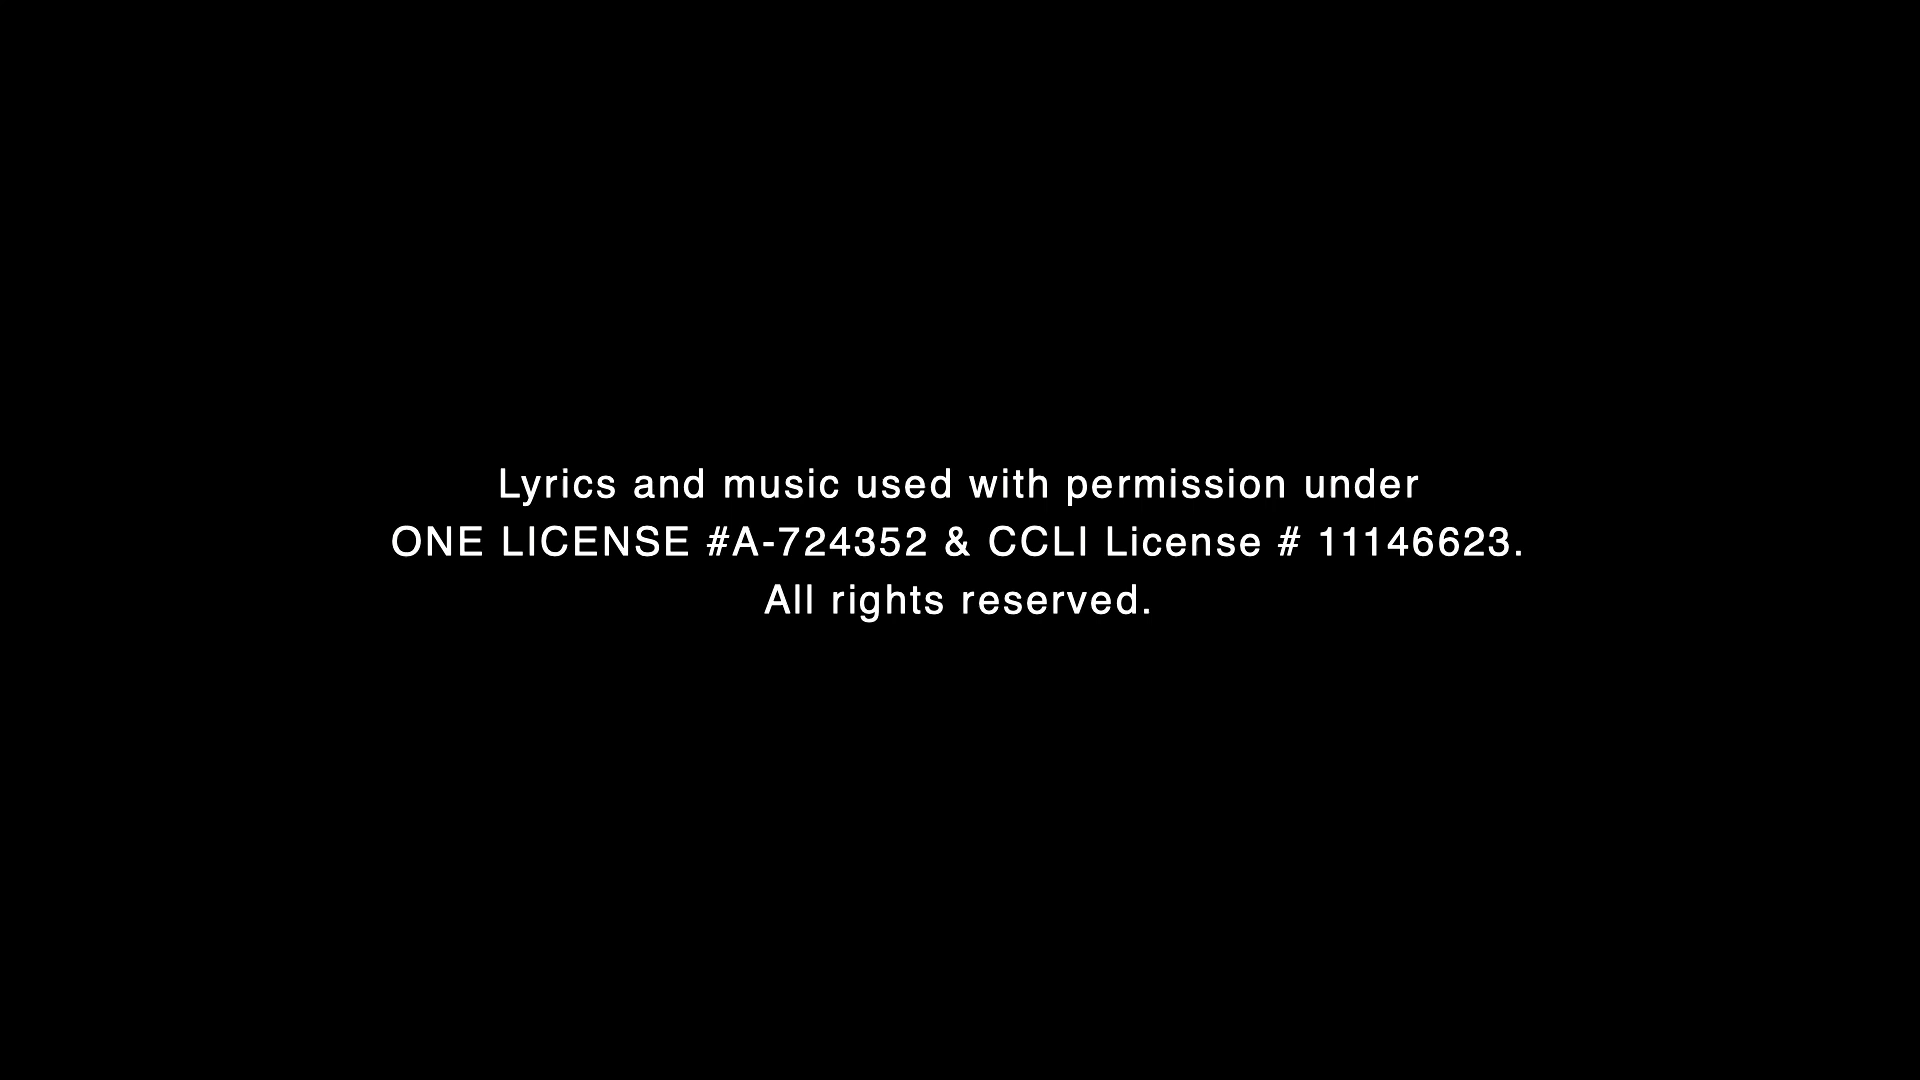 Lyrics and music used with permission under
ONE LICENSE #A-724352 & CCLI License # 11146623.
All rights reserved.